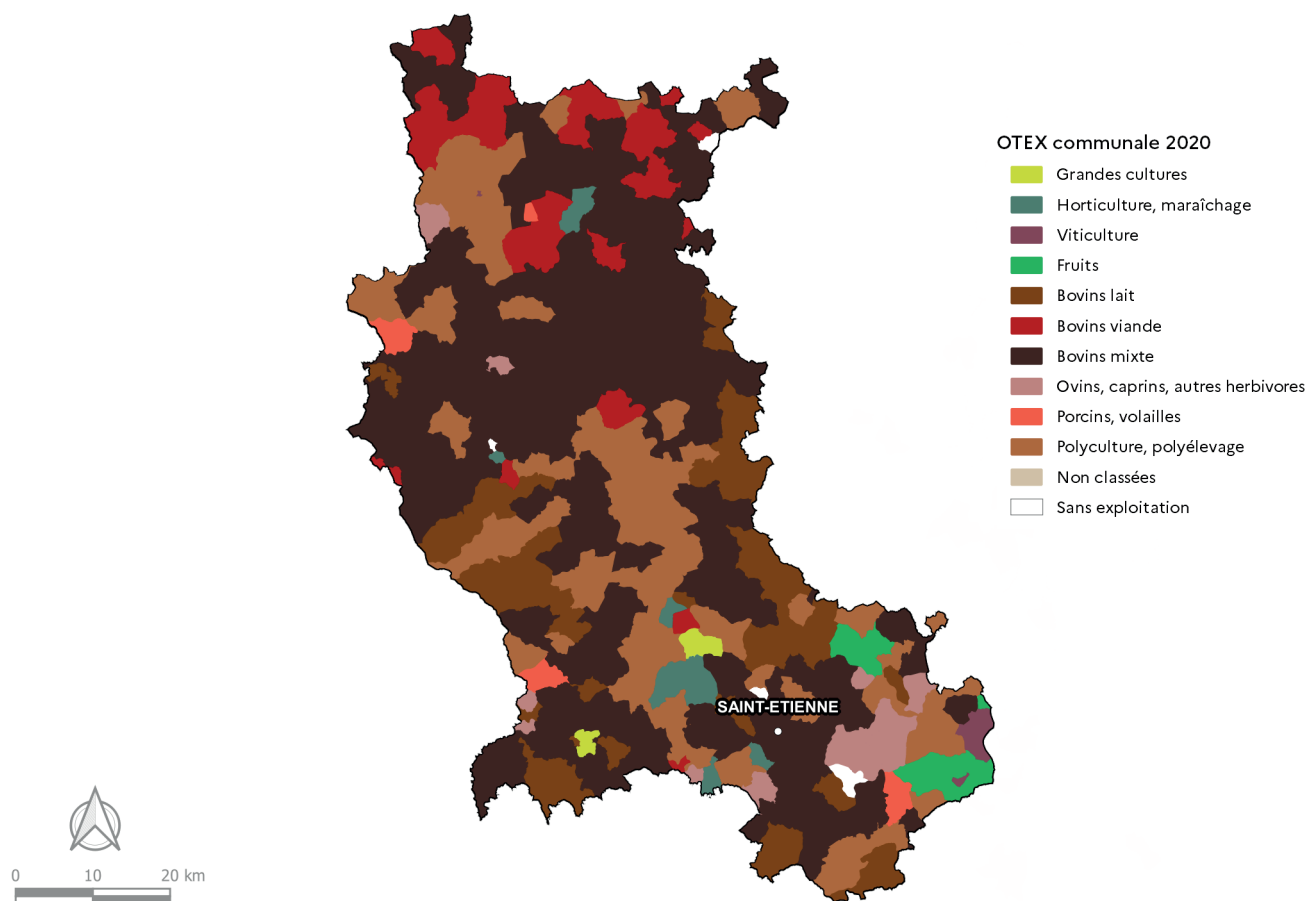 OTEX communale 2020
Grandes cultures
Horticulture, maraîchage
Viticulture
Fruits
Bovins lait
Bovins viande
Bovins mixte
Ovins, caprins, autres herbivores
Porcins, volailles
Polyculture, polyélevage
Non classées
Sans exploitation
SAINT-ETIENNE
0 10 20 km